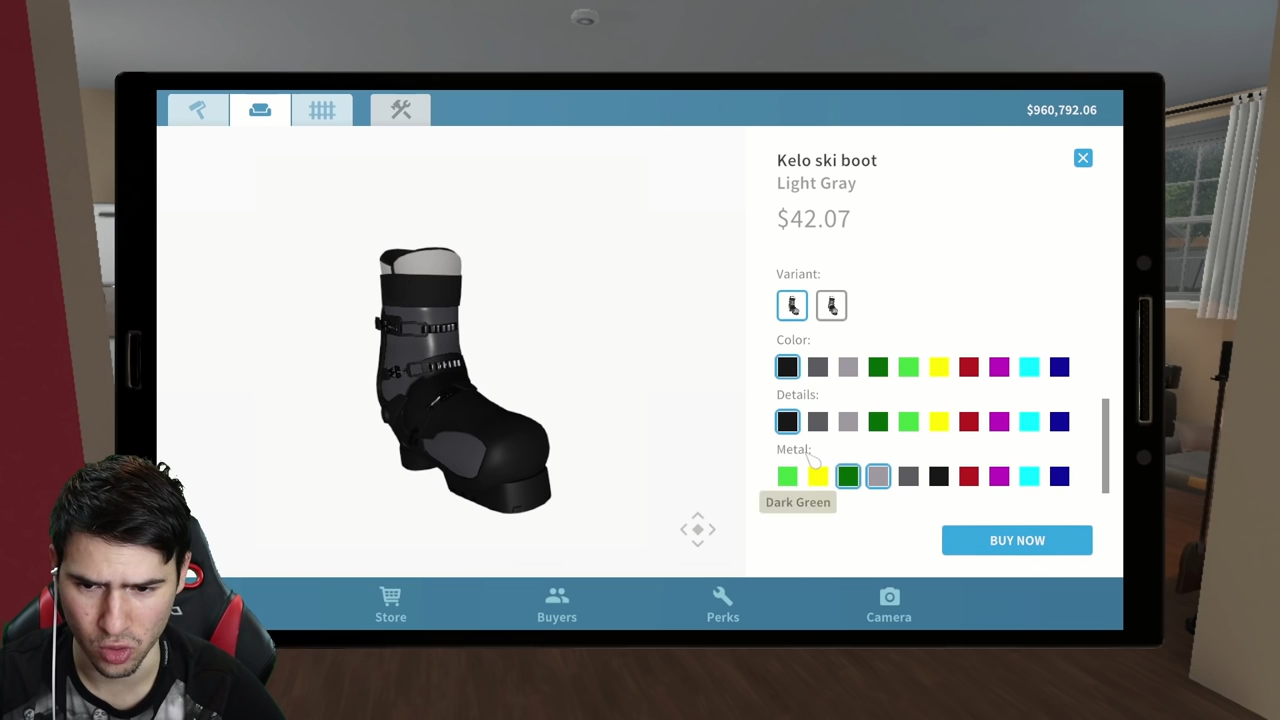 $960,792.06
Kelo ski boot
Light Gray
$42.07
Variant:
Color:
Details:
Metal:
Dark Green
BUY NOW
Store
Buyers
Perks
Camera